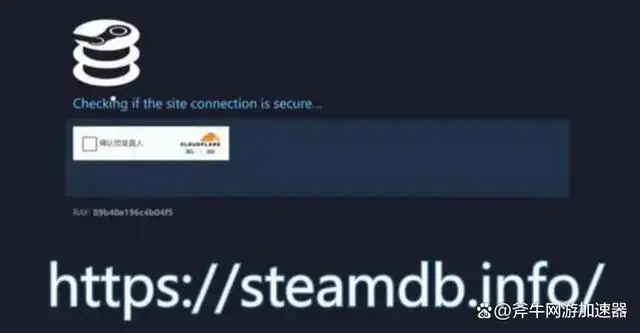 Checking if the site connection is secure...
确认您是真人
CLOUDFLARE
RAY: 89b40e196c4b04f5
https://steamdb.info/
@斧牛网游加速器